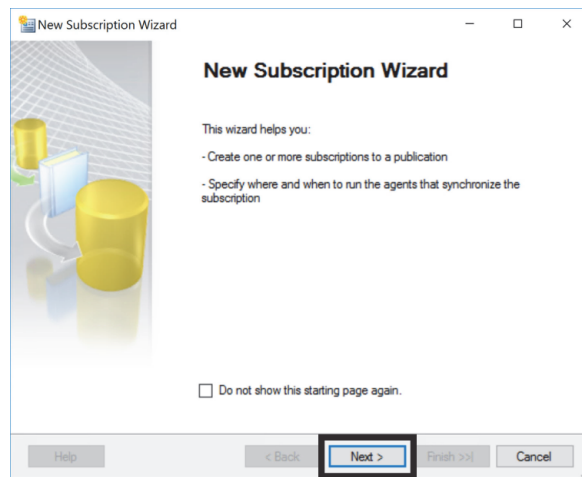 New Subscription Wizard
New Subscription Wizard
This wizard helps you:
- Create one or more subscriptions to a publication
- Specify where and when to run the agents that synchronize the
subscription
Do not show this starting page again.
Help
< Back
Next >
Finish >>|
Cancel